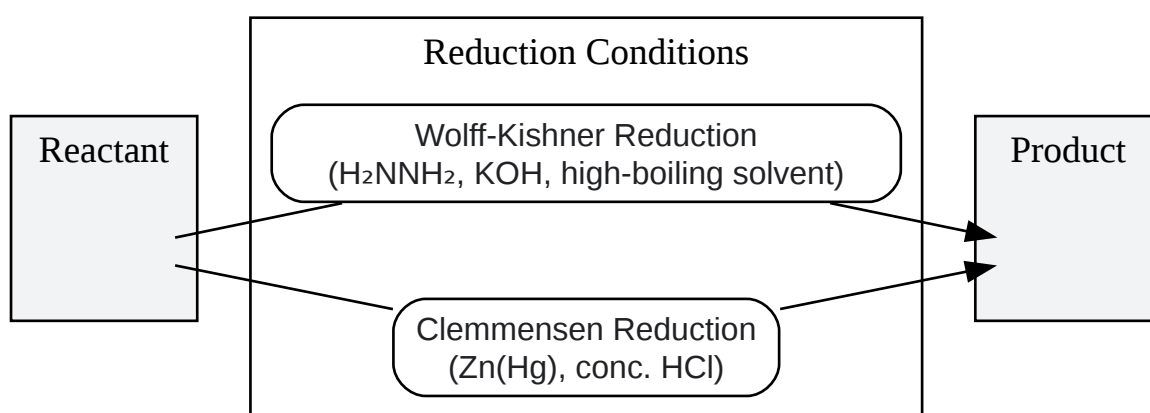 Reduction Conditions
Reactant
Wolff-Kishner Reduction
(H₂NNH₂, KOH, high-boiling solvent)
Product
Clemmensen Reduction
(Zn(Hg), conc. HCl)